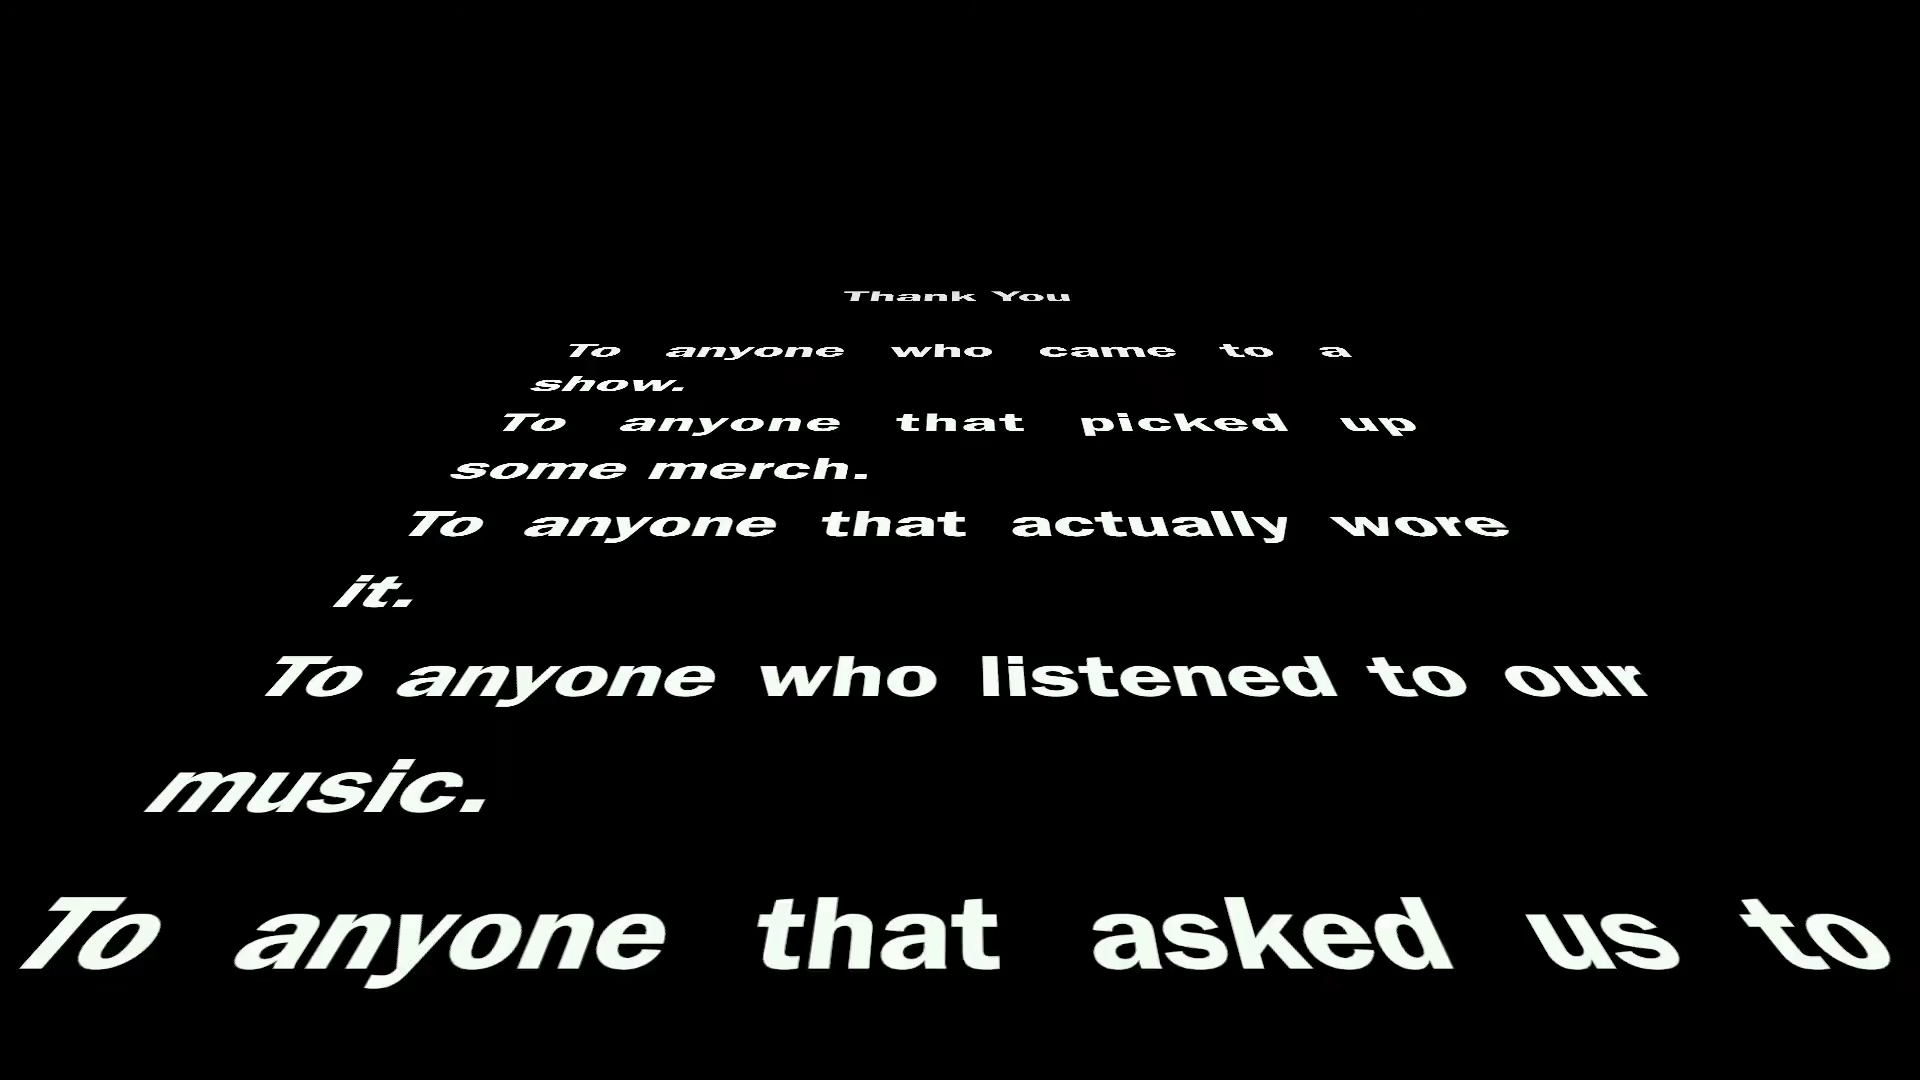 Thank You
To anyone who came to a
show.
To anyone that picked up
some merch.
To anyone that actually wore
it.
To anyone who listened to our
music.
To anyone that asked us to